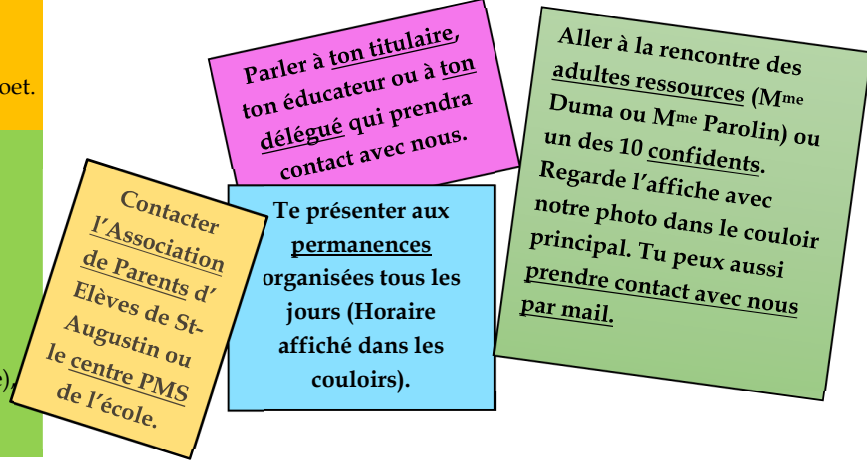 oet.
e),
Parler à ton titulaire,
ton éducateur ou à ton
délégué qui prendra
contact avec nous.
Aller à la rencontre des
adultes ressources (Mme
Duma ou Mme Parolin) ou
un des 10 confidents.
Regarde l'affiche avec
notre photo dans le couloir
principal. Tu peux aussi
prendre contact avec nous
par mail.
Contacter
l'Association
de Parents d'
Elèves de St-
Augustin ou
le centre PMS
de l'école.
Te présenter aux
permanences
organisées tous les
jours (Horaire
affiché dans les
couloirs).